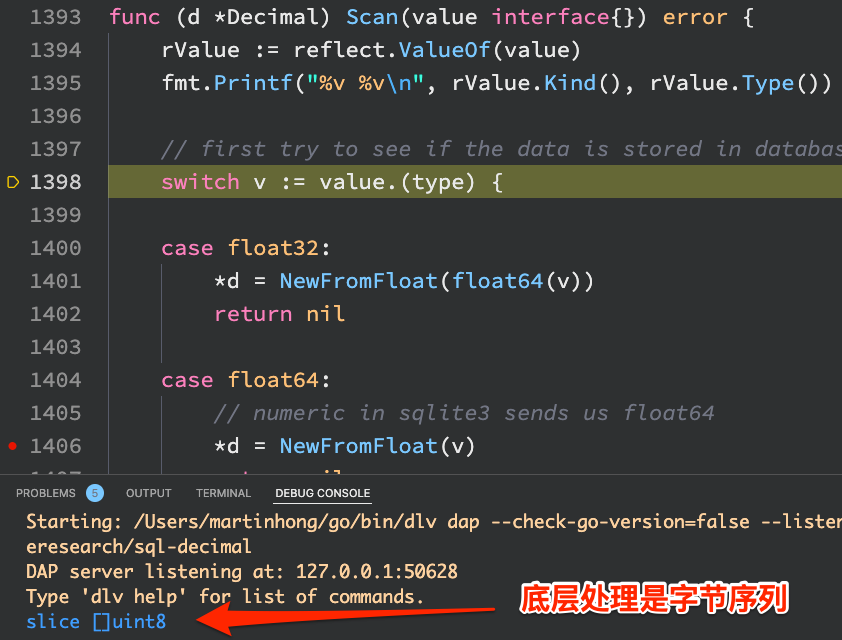 1393 func (d *Decimal) Scan(value interface{}) error {
1394 rValue := reflect.ValueOf(value)
1395 fmt.Printf("%v %v\n", rValue.Kind(), rValue.Type())
1396
1397 // first try to see if the data is stored in databas
1398 switch v := value.(type) {
1399
1400 case float32:
1401 *d = NewFromFloat(float64(v))
1402 return nil
1403
1404 case float64:
1405 // numeric in sqlite3 sends us float64
1406 *d = NewFromFloat(v)
PROBLEMS 5 OUTPUT TERMINAL DEBUG CONSOLE
Starting: /Users/martinhong/go/bin/dlv dap --check-go-version=false --listen
eresearch/sql-decimal
DAP server listening at: 127.0.0.1:50628
Type 'dlv help' for list of commands.
slice []uint8
底层处理是字节序列